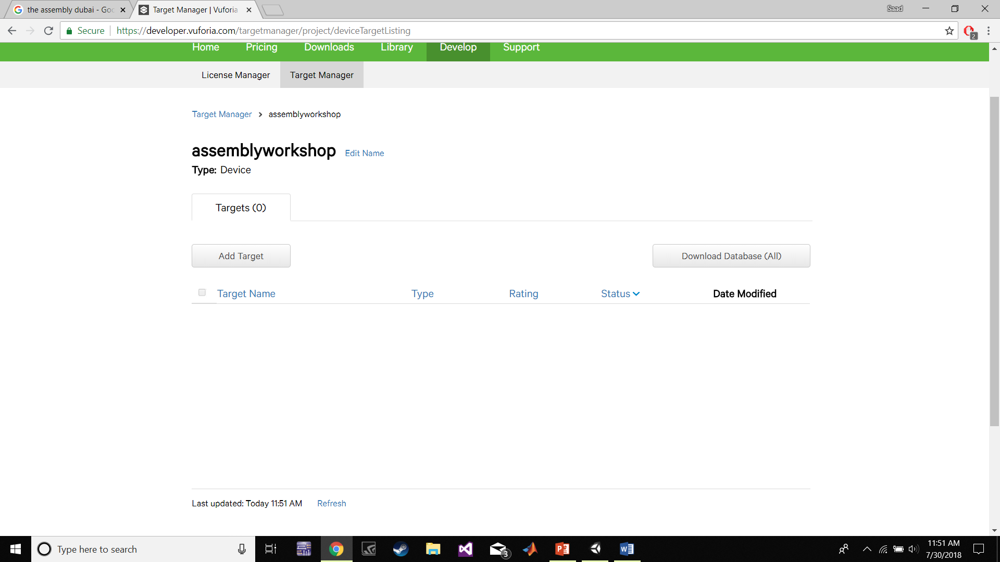 the assembly dubai - Goo
Target Manager | Vuforia
Saad
Secure
https://developer.vuforia.com/targetmanager/project/deviceTargetListing
2
Home Pricing Downloads Library Develop Support
License Manager Target Manager
Target Manager > assemblyworkshop
assemblyworkshop Edit Name
Type: Device
Targets (0)
Add Target Download Database (All)
Target Name Type Rating Status Date Modified
Last updated: Today 11:51 AM Refresh
Type here to search
3
11:51 AM
7/30/2018